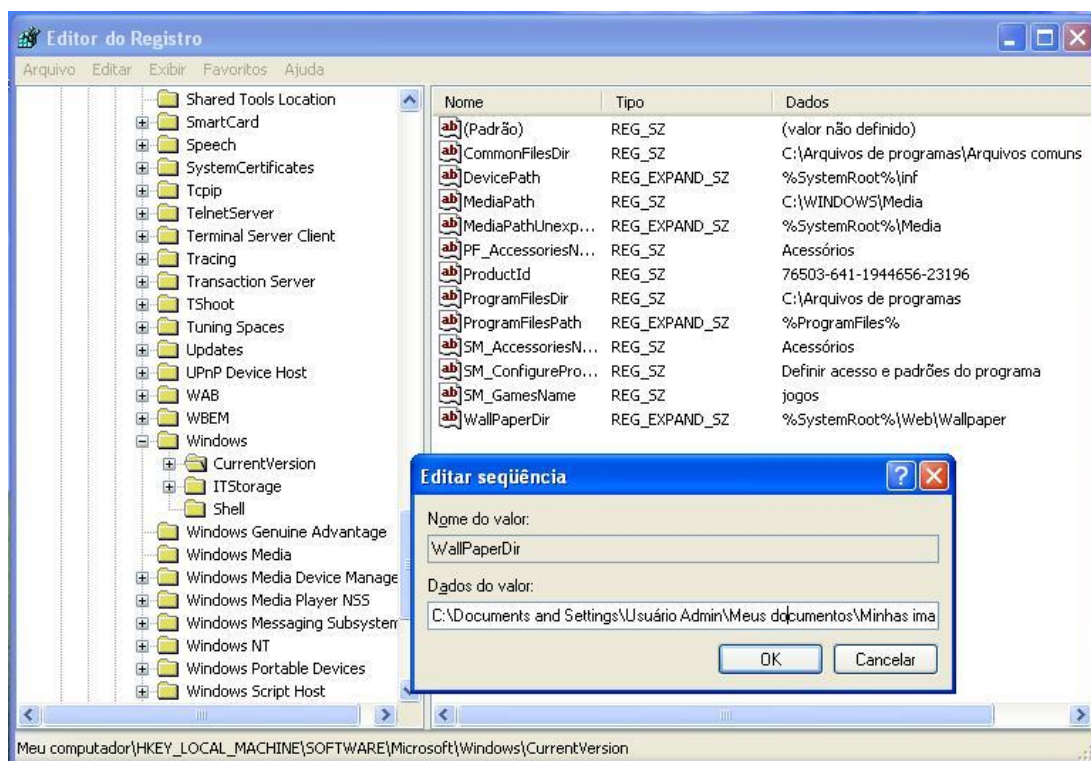 Editor do Registro
Arquivo Editar Exibir Favoritos Ajuda
Shared Tools Location
SmartCard
Speech
SystemCertificates
Tcpip
TelnetServer
Terminal Server Client
Tracing
Transaction Server
TShoot
Tuning Spaces
Updates
UPnP Device Host
WAB
WBEM
Windows
CurrentVersion
ITStorage
Shell
Windows Genuine Advantage
Windows Media
Windows Media Device Manage
Windows Media Player NSS
Windows Messaging Subsystem
Windows NT
Windows Portable Devices
Windows Script Host
Nome Tipo Dados
(Padrão) REG_SZ (valor não definido)
CommonFilesDir REG_SZ C:\Arquivos de programas\Arquivos comuns
DevicePath REG_EXPAND_SZ %SystemRoot%\inf
MediaPath REG_SZ C:\WINDOWS\Media
MediaPathUnexp... REG_EXPAND_SZ %SystemRoot%\Media
PF_AccessoriesN... REG_SZ Acessórios
ProductId REG_SZ 76503-641-1944656-23196
ProgramFilesDir REG_SZ C:\Arquivos de programas
ProgramFilesPath REG_EXPAND_SZ %ProgramFiles%
SM_AccessoriesN... REG_SZ Acessórios
SM_ConfigurePro... REG_SZ Definir acesso e padrões do programa
SM_GamesName REG_SZ jogos
WallPaperDir REG_EXPAND_SZ %SystemRoot%\Web\Wallpaper
Editar seqüência
Nome do valor:
WallPaperDir
Dados do valor:
C:\Documents and Settings\Usuário Admin\Meus documentos\Minhas ima
OK Cancelar
Meu computador\HKEY_LOCAL_MACHINE\SOFTWARE\Microsoft\Windows\CurrentVersion